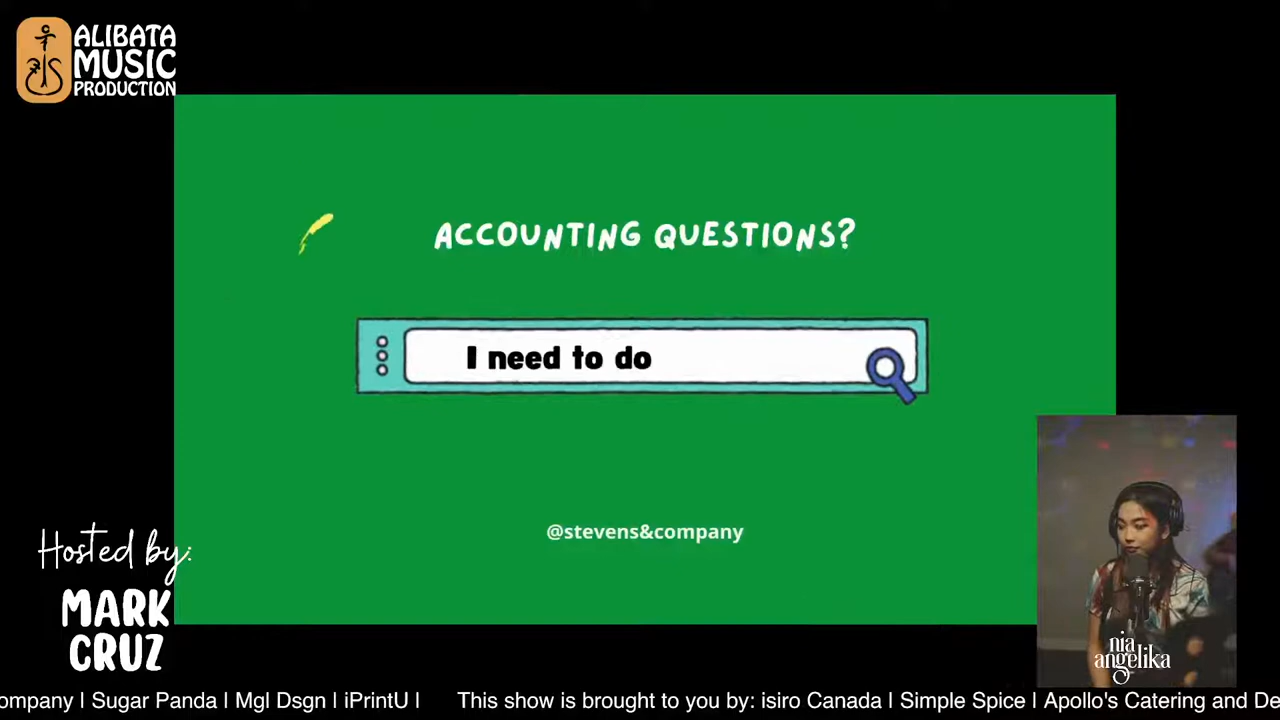 ALIBATA
MUSIC
PRODUCTION
ACCOUNTING QUESTIONS?
I need to do
@stevens&company
Hosted by:
MARK
CRUZ
nia
angelika
ompany | Sugar Panda | Mgl Dsgn | iPrintU | This show is brought to you by: isiro Canada | Simple Spice | Apollo's Catering and De